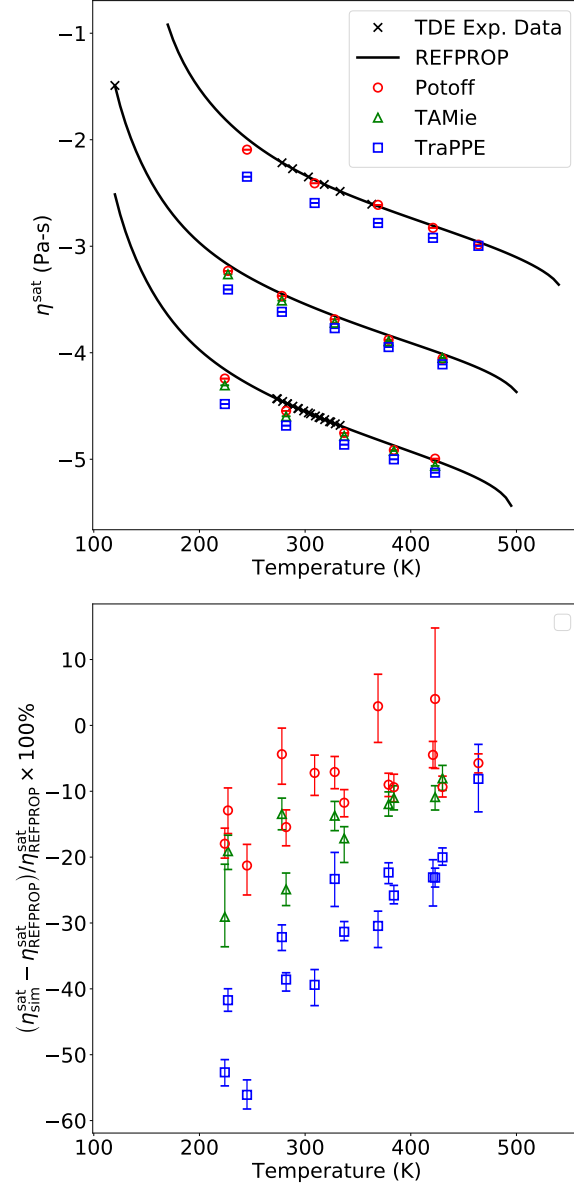 −1
−2
−3
−4
−5
η^sat (Pa-s)
TDE Exp. Data
REFPROP
Potoff
TAMie
TraPPE
100 200 300 400 500
Temperature (K)
10
0
−10
−20
−30
−40
−50
−60
(η^sat_sim − η^sat_REFPROP)/η^sat_REFPROP × 100%
100 200 300 400 500
Temperature (K)